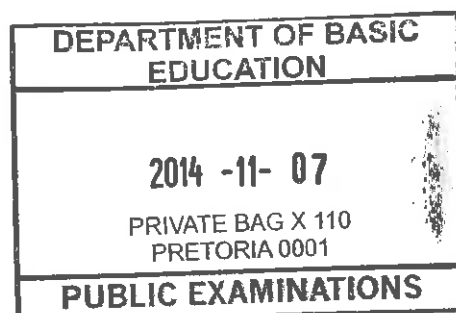 DEPARTMENT OF BASIC
EDUCATION
2014 -11- 07
PRIVATE BAG X 110
PRETORIA 0001
PUBLIC EXAMINATIONS